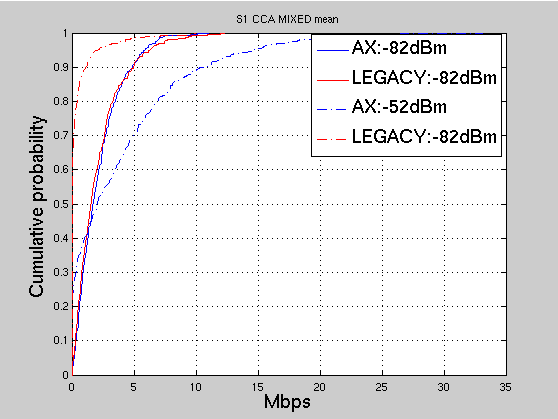 S1 CCA MIXED mean
AX:-82dBm
LEGACY:-82dBm
AX:-52dBm
LEGACY:-82dBm
Cumulative probability
1
0.9
0.8
0.7
0.6
0.5
0.4
0.3
0.2
0.1
0
0 5 10 15 20 25 30 35
Mbps